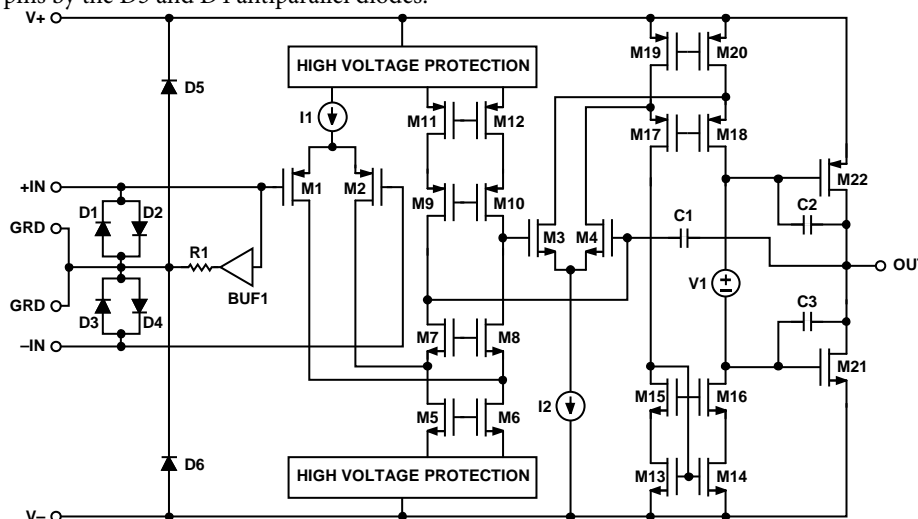 pins by the D3 and D4 antiparallel diodes.
V+
M19
M20
D5
HIGH VOLTAGE PROTECTION
I1
M11
M12
M17
M18
+IN
M1
M2
M22
D1
D2
M9
M10
C1
C2
GRD
M3
M4
R1
OUT
BUF1
V1
GRD
C3
D3
D4
–IN
M7
M8
M21
M15
M16
M5
M6
I2
D6
HIGH VOLTAGE PROTECTION
M13
M14
V–